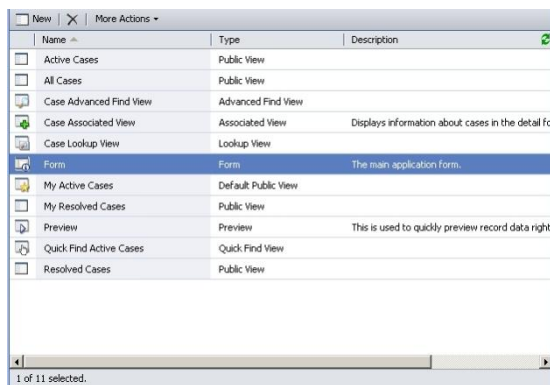 New | X | More Actions
Name Type Description
Active Cases Public View
All Cases Public View
Case Advanced Find View Advanced Find View
Case Associated View Associated View Displays information about cases in the detail fo
Case Lookup View Lookup View
Form Form The main application form.
My Active Cases Default Public View
My Resolved Cases Public View
Preview Preview This is used to quickly preview record data right
Quick Find Active Cases Quick Find View
Resolved Cases Public View
1 of 11 selected.